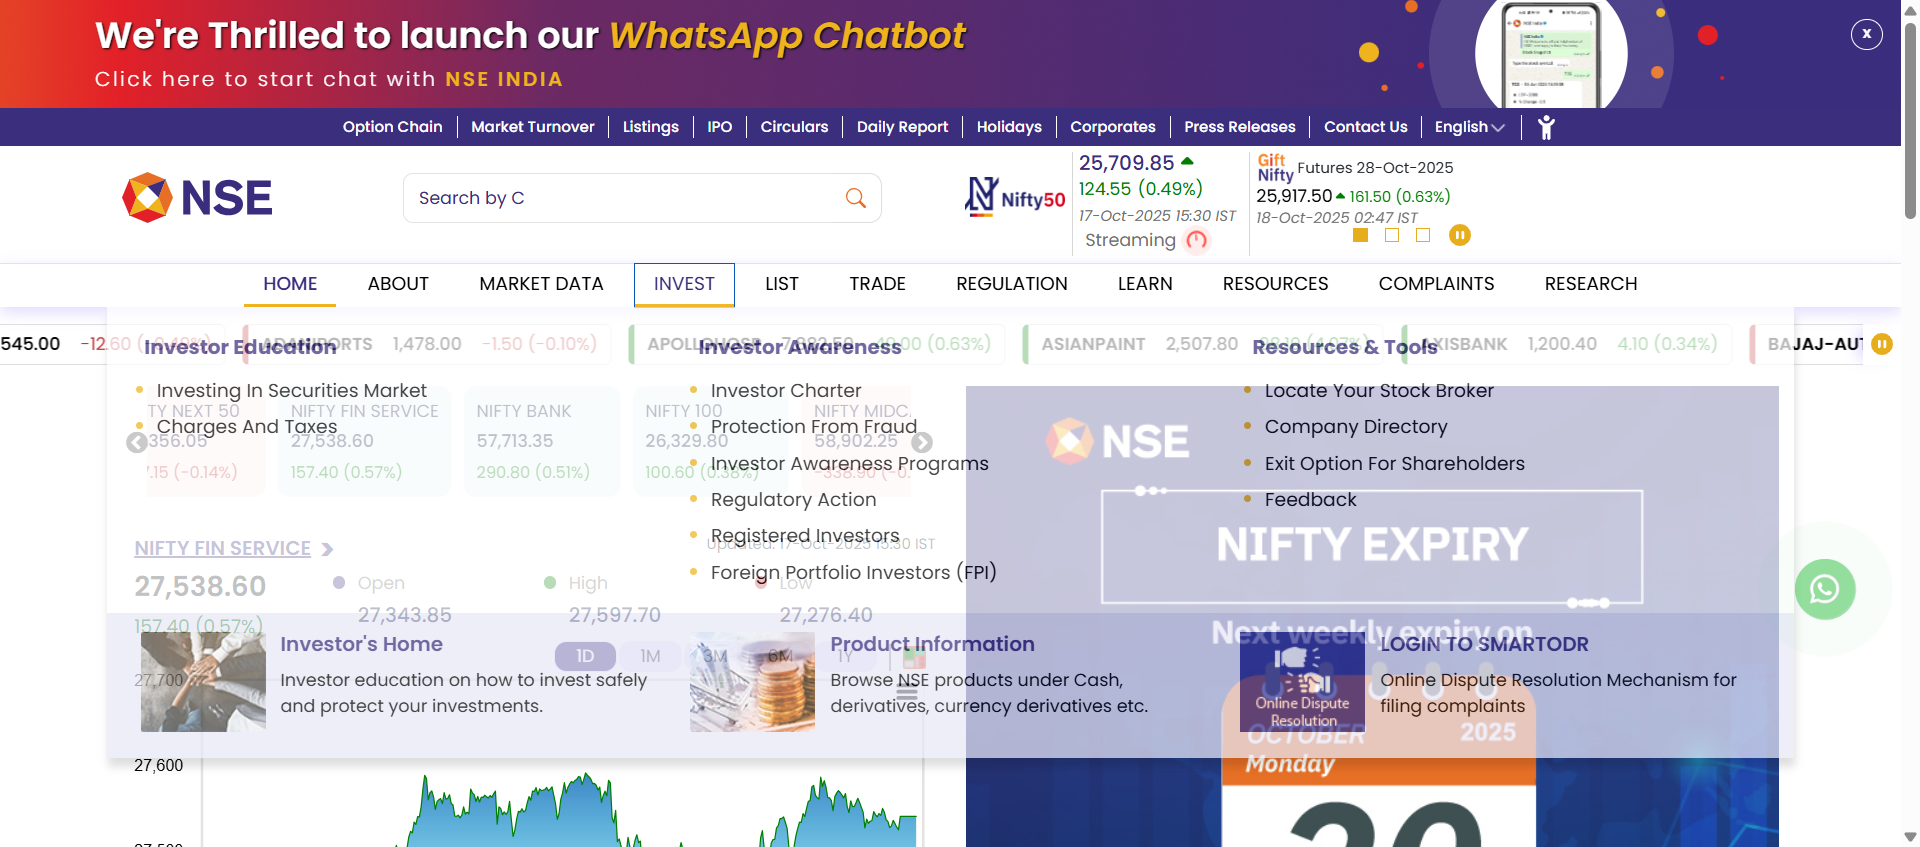 We're Thrilled to launch our WhatsApp Chatbot
Click here to start chat with NSE INDIA
x
Option Chain
Market Turnover
Listings
IPO
Circulars
Daily Report
Holidays
Corporates
Press Releases
Contact Us
English
NSE
Search by C
Nifty50
25,709.85
124.55 (0.49%)
17-Oct-2025 15:30 IST
Streaming
Gift Nifty Futures 28-Oct-2025
25,917.50 161.50 (0.63%)
18-Oct-2025 02:47 IST
HOME
ABOUT
MARKET DATA
INVEST
LIST
TRADE
REGULATION
LEARN
RESOURCES
COMPLAINTS
RESEARCH
545.00 -12.60
ADANIPORTS 1,478.00 -1.50 (-0.10%)
APOLLOHOSP (0.63%)
ASIANPAINT 2,507.80
AXISBANK 1,200.40 4.10 (0.34%)
BAJAJ-AUT
Investor Education
Investing In Securities Market
Charges And Taxes
Investor Awareness
Investor Charter
Protection From Fraud
Investor Awareness Programs
Regulatory Action
Registered Investors
Foreign Portfolio Investors (FPI)
Resources & Tools
Locate Your Stock Broker
Company Directory
Exit Option For Shareholders
Feedback
TY NEXT 50
356.05
.15 (-0.14%)
NIFTY FIN SERVICE
27,538.60
157.40 (0.57%)
NIFTY BANK
57,713.35
290.80 (0.51%)
NIFTY 100
26,329.80
100.60 (0.38%)
NIFTY MIDC
58,902.25
-338.90 (-0.
NIFTY FIN SERVICE
Updated: 17-Oct-2025 15:30 IST
27,538.60
157.40 (0.57%)
Open
27,343.85
High
27,597.70
Low
27,276.40
1D
1M
3M
6M
1Y
27,700
27,600
NSE
NIFTY EXPIRY
Next weekly expiry on
OCTOBER 2025
Monday
20
Investor's Home
Investor education on how to invest safely
and protect your investments.
Product Information
Browse NSE products under Cash,
derivatives, currency derivatives etc.
Online Dispute
Resolution
LOGIN TO SMARTODR
Online Dispute Resolution Mechanism for
filing complaints